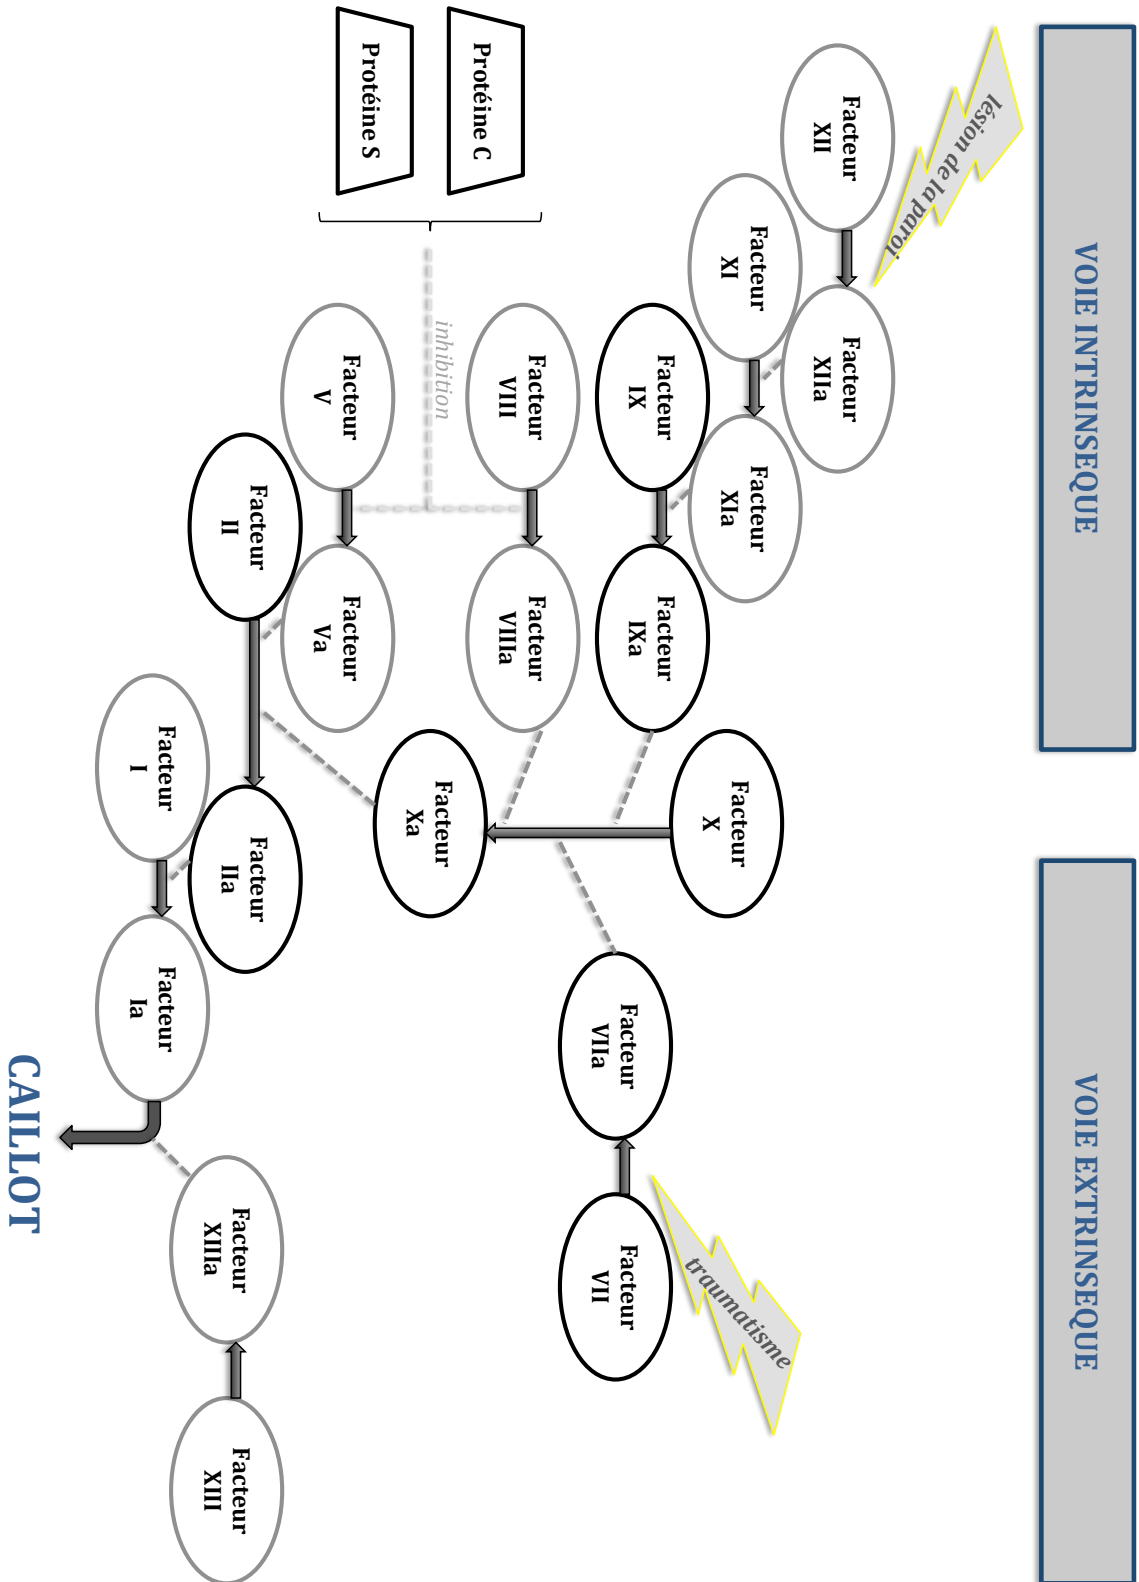 VOIE INTRINSEQUE
VOIE EXTRINSEQUE
lésion de la paroi
Facteur
XII
Facteur
XIIa
Facteur
XI
Facteur
XIa
Facteur
IX
Facteur
IXa
Facteur
X
traumatisme
Facteur
VIIa
Facteur
VII
Protéine C
Protéine S
inhibition
Facteur
VIII
Facteur
VIIIa
Facteur
Xa
Facteur
V
Facteur
Va
Facteur
II
Facteur
IIa
Facteur
XIIIa
Facteur
XIII
Facteur
I
Facteur
Ia
CAILLOT